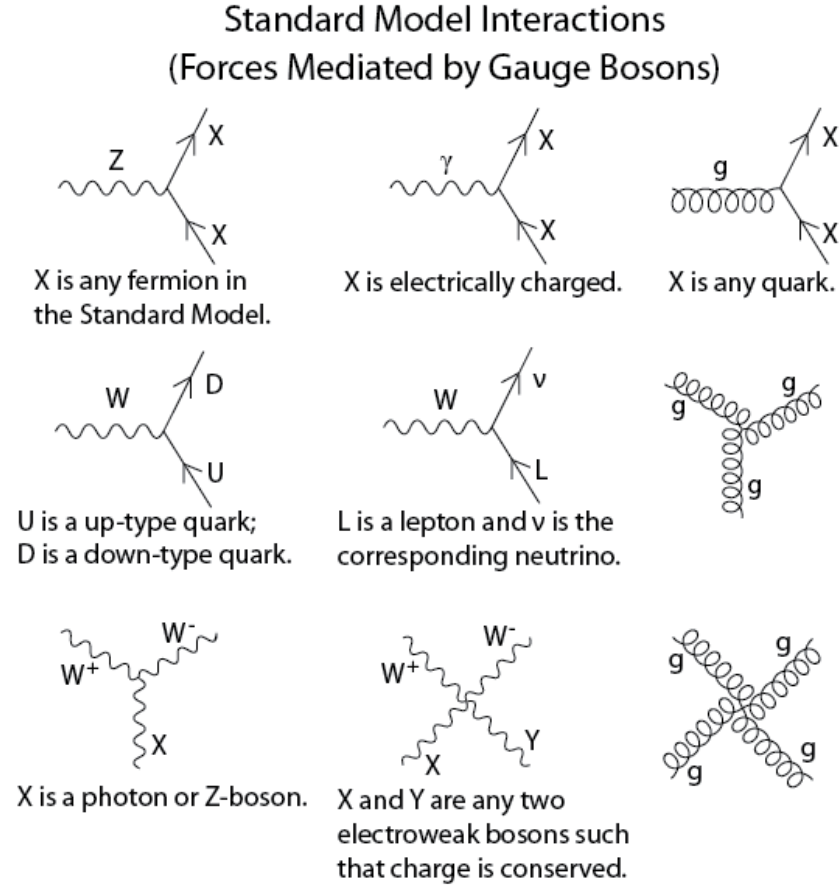 Standard Model Interactions
(Forces Mediated by Gauge Bosons)
Z
X
X
X is any fermion in
the Standard Model.
γ
X
X
X is electrically charged.
g
X
X
X is any quark.
W
D
U
U is a up-type quark;
D is a down-type quark.
W
ν
L
L is a lepton and ν is the
corresponding neutrino.
g
g
g
W⁺
W⁻
X
X is a photon or Z-boson.
W⁺
W⁻
X
Y
X and Y are any two
electroweak bosons such
that charge is conserved.
g
g
g
g